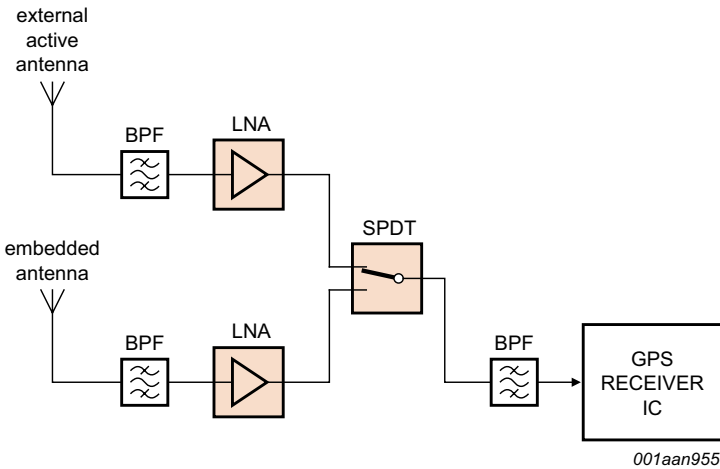 external
active
antenna
BPF
LNA
SPDT
embedded
antenna
BPF
LNA
BPF
GPS
RECEIVER
IC
001aan955